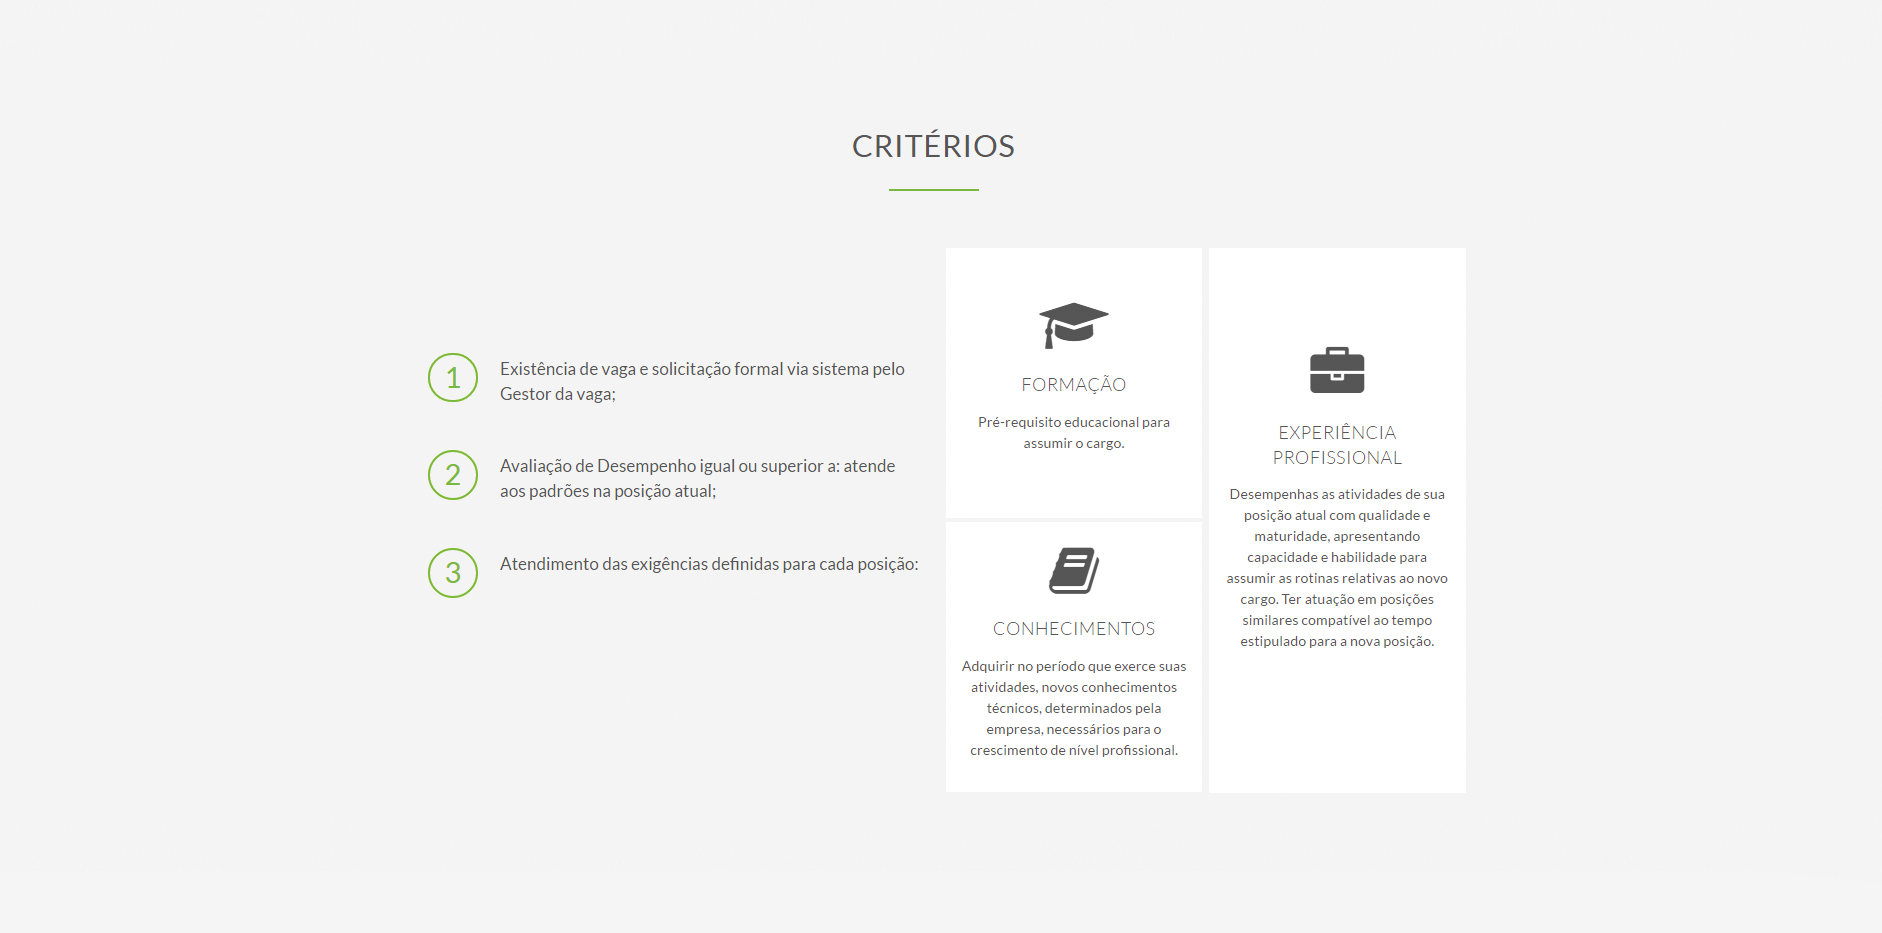 CRITÉRIOS
1
Existência de vaga e solicitação formal via sistema pelo
Gestor da vaga;
2
Avaliação de Desempenho igual ou superior a: atende
aos padrões na posição atual;
3
Atendimento das exigências definidas para cada posição:
FORMAÇÃO
Pré-requisito educacional para
assumir o cargo.
CONHECIMENTOS
Adquirir no período que exerce suas
atividades, novos conhecimentos
técnicos, determinados pela
empresa, necessários para o
crescimento de nível profissional.
EXPERIÊNCIA
PROFISSIONAL
Desempenhas as atividades de sua
posição atual com qualidade e
maturidade, apresentando
capacidade e habilidade para
assumir as rotinas relativas ao novo
cargo. Ter atuação em posições
similares compatível ao tempo
estipulado para a nova posição.